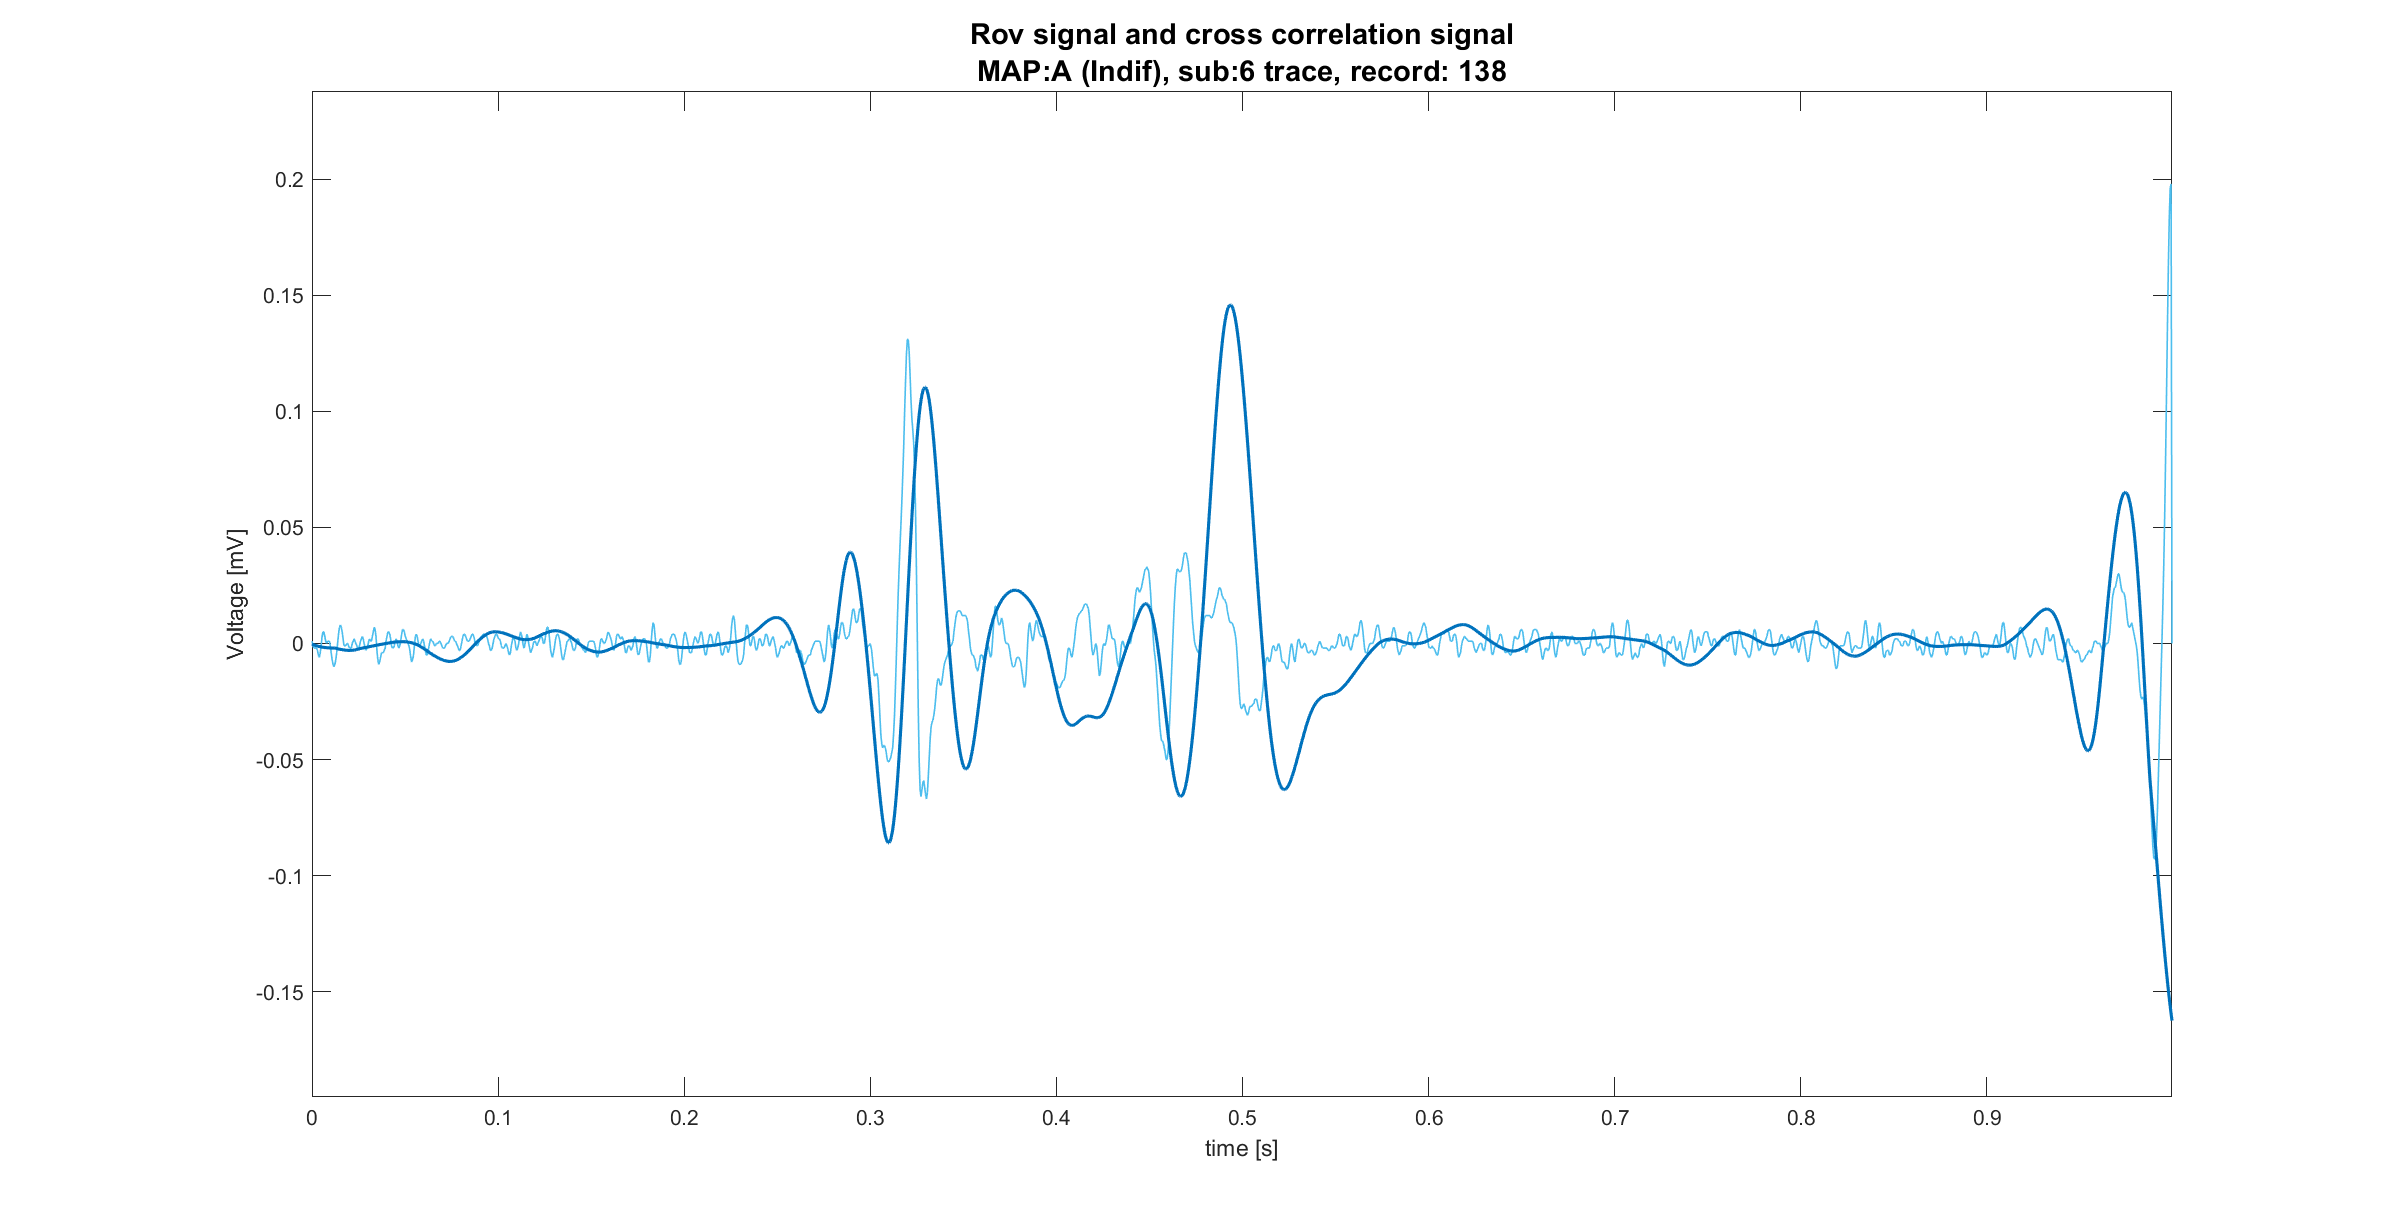 Rov signal and cross correlation signal
MAP:A (Indif), sub:6 trace, record: 138
0.2
0.15
0.1
0.05
0
-0.05
-0.1
-0.15
Voltage [mV]
0 0.1 0.2 0.3 0.4 0.5 0.6 0.7 0.8 0.9
time [s]